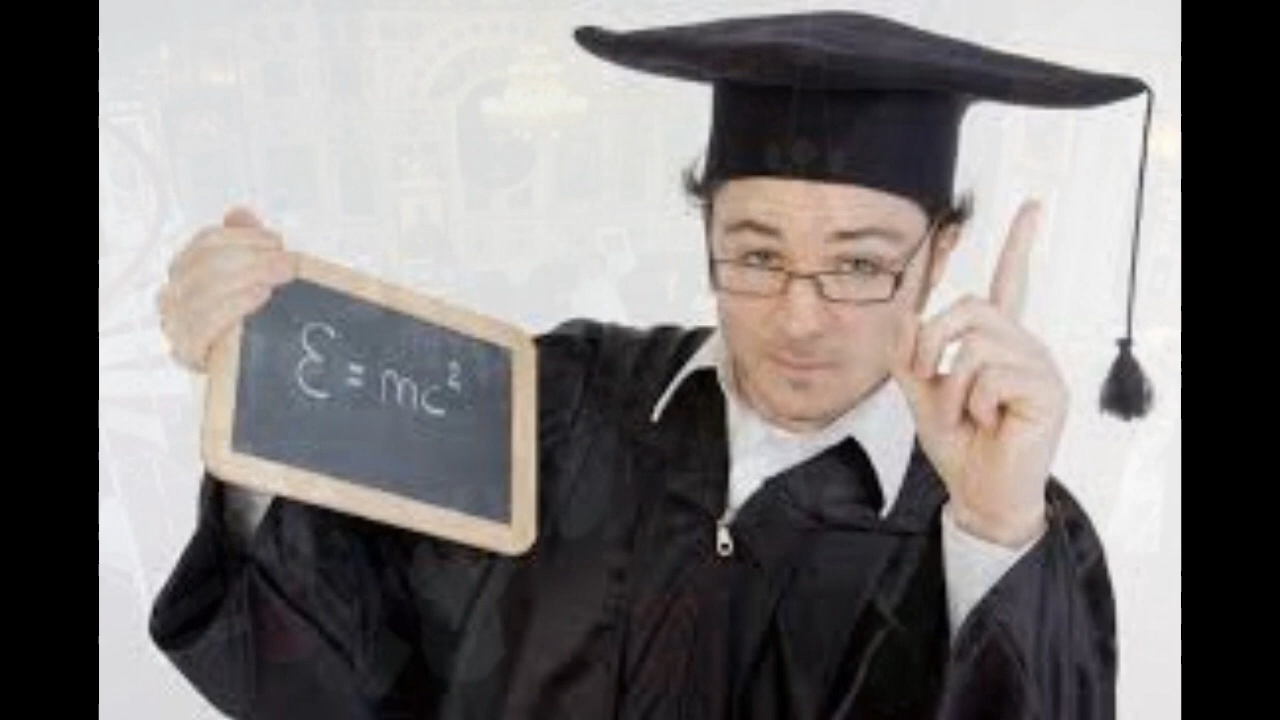 E = mc²